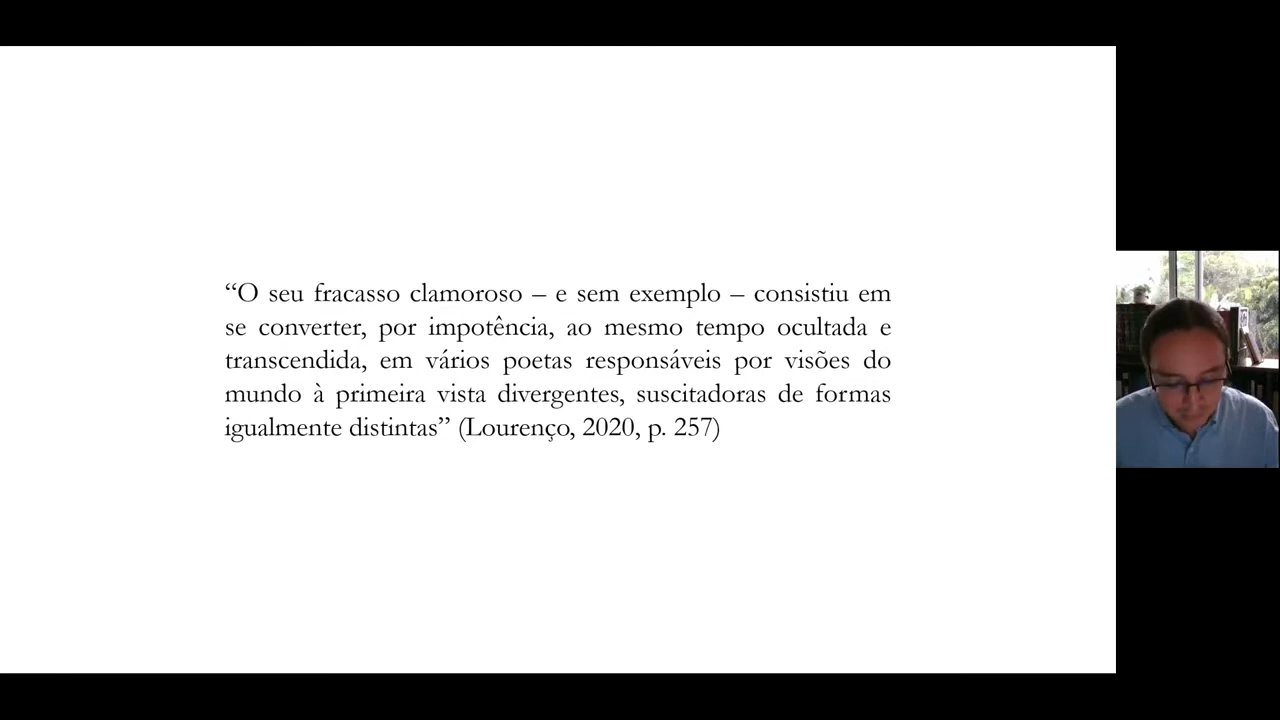 “O seu fracasso clamoroso – e sem exemplo – consistiu em
se converter, por impotência, ao mesmo tempo ocultada e
transcendida, em vários poetas responsáveis por visões do
mundo à primeira vista divergentes, suscitadoras de formas
igualmente distintas” (Lourenço, 2020, p. 257)